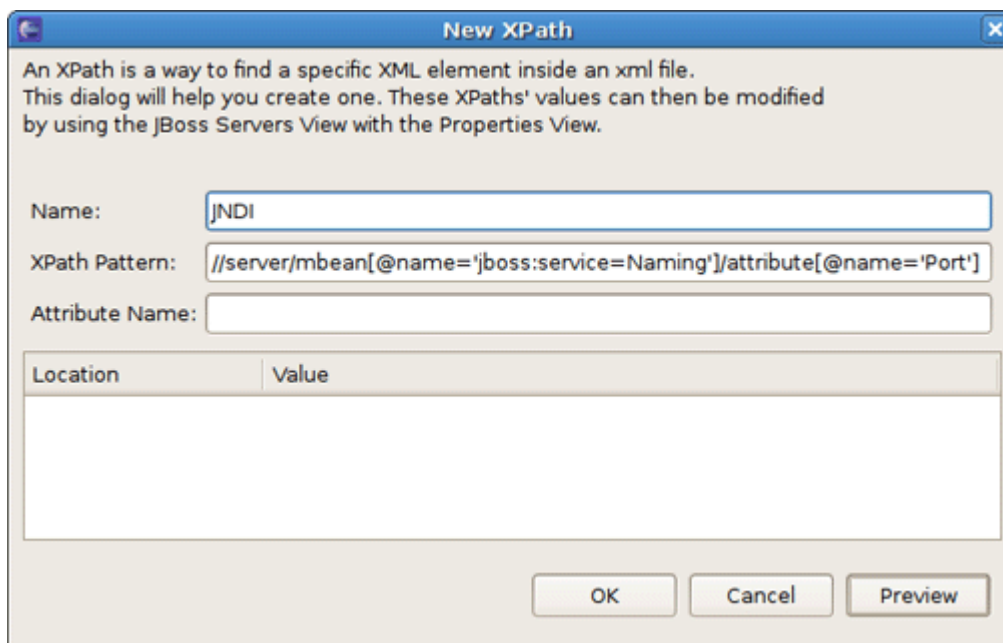 New XPath
An XPath is a way to find a specific XML element inside an xml file.
This dialog will help you create one. These XPaths' values can then be modified
by using the JBoss Servers View with the Properties View.
Name: JNDI
XPath Pattern: //server/mbean[@name='jboss:service=Naming']/attribute[@name='Port']
Attribute Name:
Location Value
OK Cancel Preview